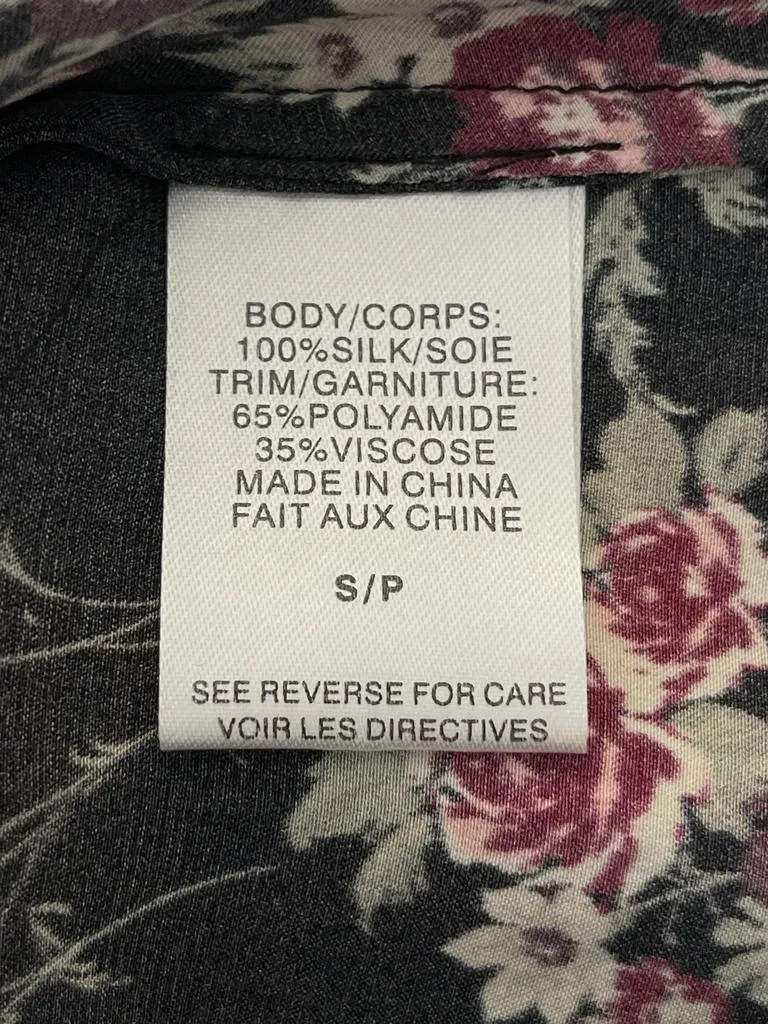 BODY/CORPS:
100%SILK/SOIE
TRIM/GARNITURE:
65%POLYAMIDE
35%VISCOSE
MADE IN CHINA
FAIT AUX CHINE
S/P
SEE REVERSE FOR CARE
VOIR LES DIRECTIVES